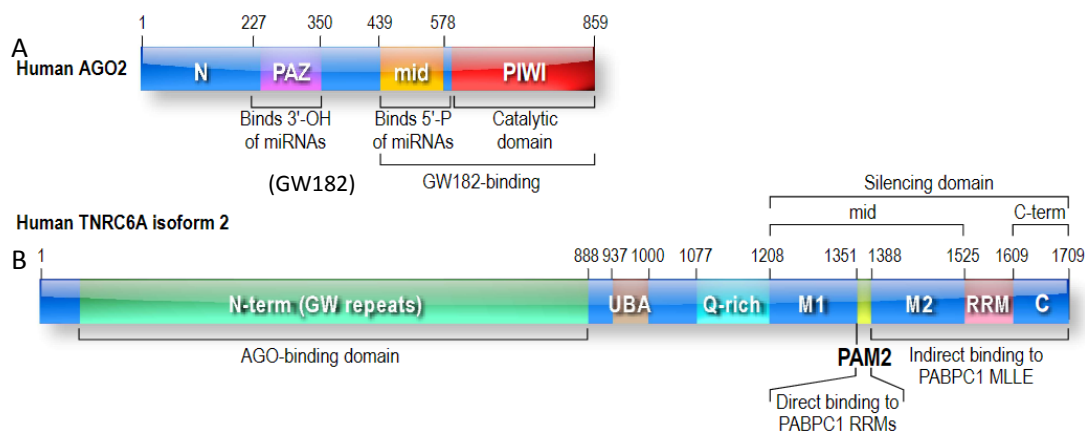 A
1 227 350 439 578 859
Human AGO2
N PAZ mid PIWI
Binds 3'-OH of miRNAs
Binds 5'-P of miRNAs
Catalytic domain
(GW182)
GW182-binding
Silencing domain
Human TNRC6A isoform 2
mid C-term
B
1 888 937 1000 1077 1208 1351 1388 1525 1609 1709
N-term (GW repeats) UBA Q-rich M1 M2 RRM C
AGO-binding domain
PAM2
Indirect binding to
PABPC1 MLLE
Direct binding to
PABPC1 RRMs